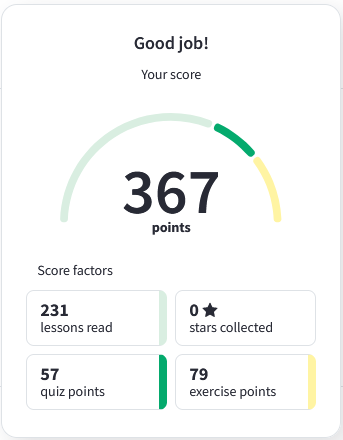 Good job!
Your score
367
points
Score factors
231
lessons read
0 ★
stars collected
57
quiz points
79
exercise points